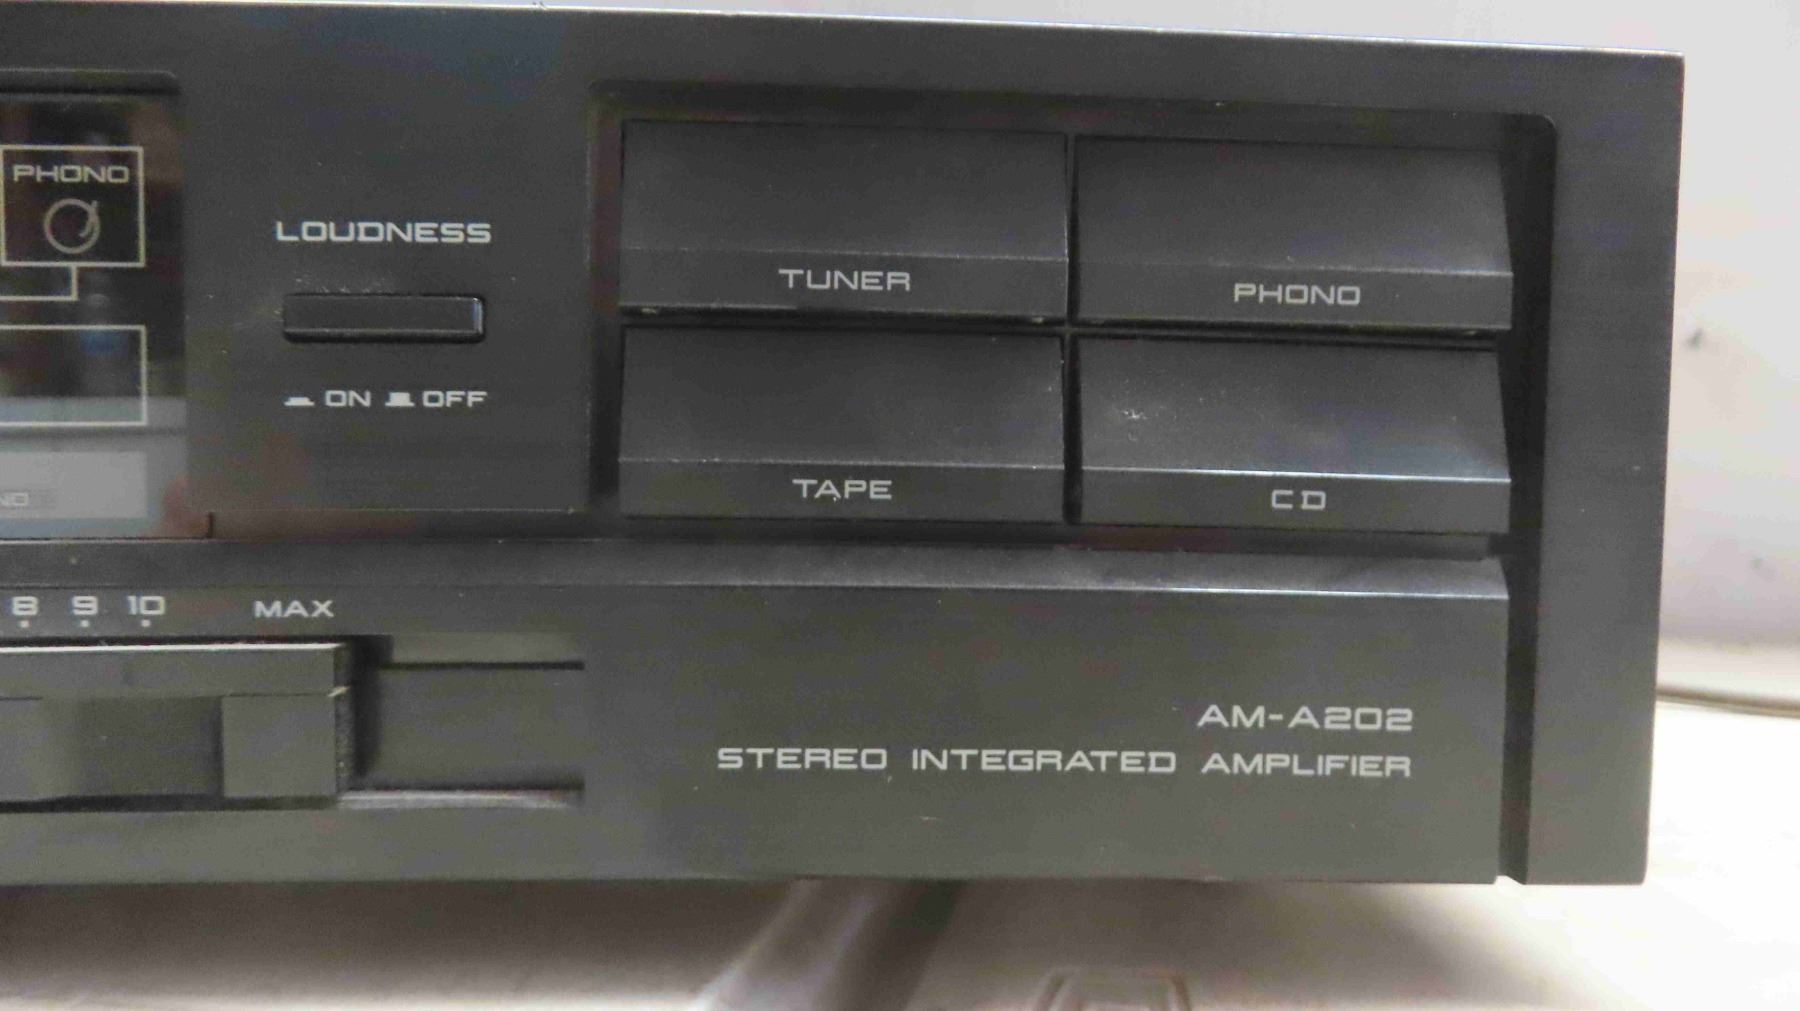 PHONO
LOUDNESS
ON OFF
TUNER
PHONO
TAPE
CD
8 9 10 MAX
AM-A202
STEREO INTEGRATED AMPLIFIER